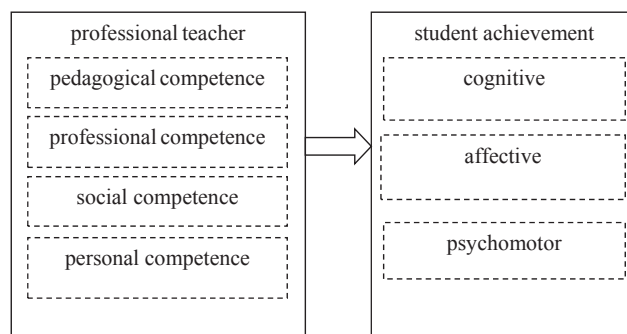 professional teacher
pedagogical competence
professional competence
social competence
personal competence
student achievement
cognitive
affective
psychomotor